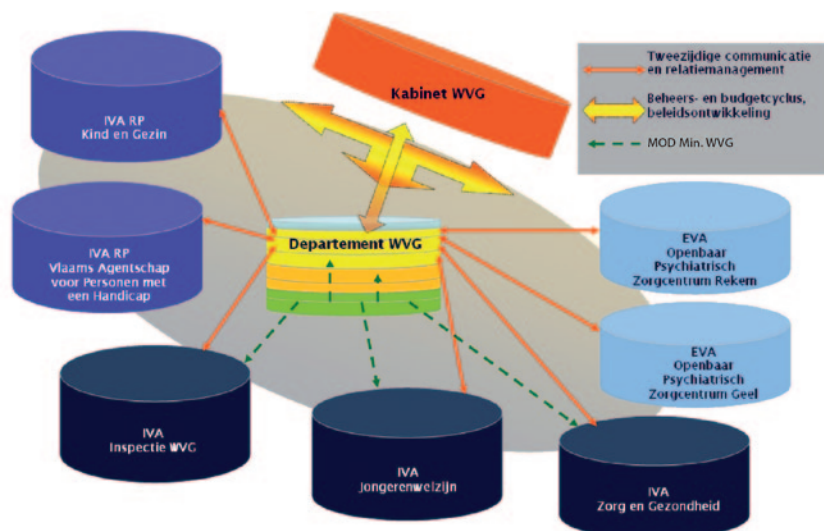 Kabinet WVG
Tweezijdige communicatie
en relatiemanagement
Beheers- en budgetcyclus,
beleidsontwikkeling
MOD Min. WVG
IVA RP
Kind en Gezin
IVA RP
Vlaams Agentschap
voor Personen met
een Handicap
Departement WVG
EVA
Openbaar
Psychiatrisch
Zorgcentrum Rekem
EVA
Openbaar
Psychiatrisch
Zorgcentrum Geel
IVA
Inspectie WVG
IVA
Jongerenwelzijn
IVA
Zorg en Gezondheid